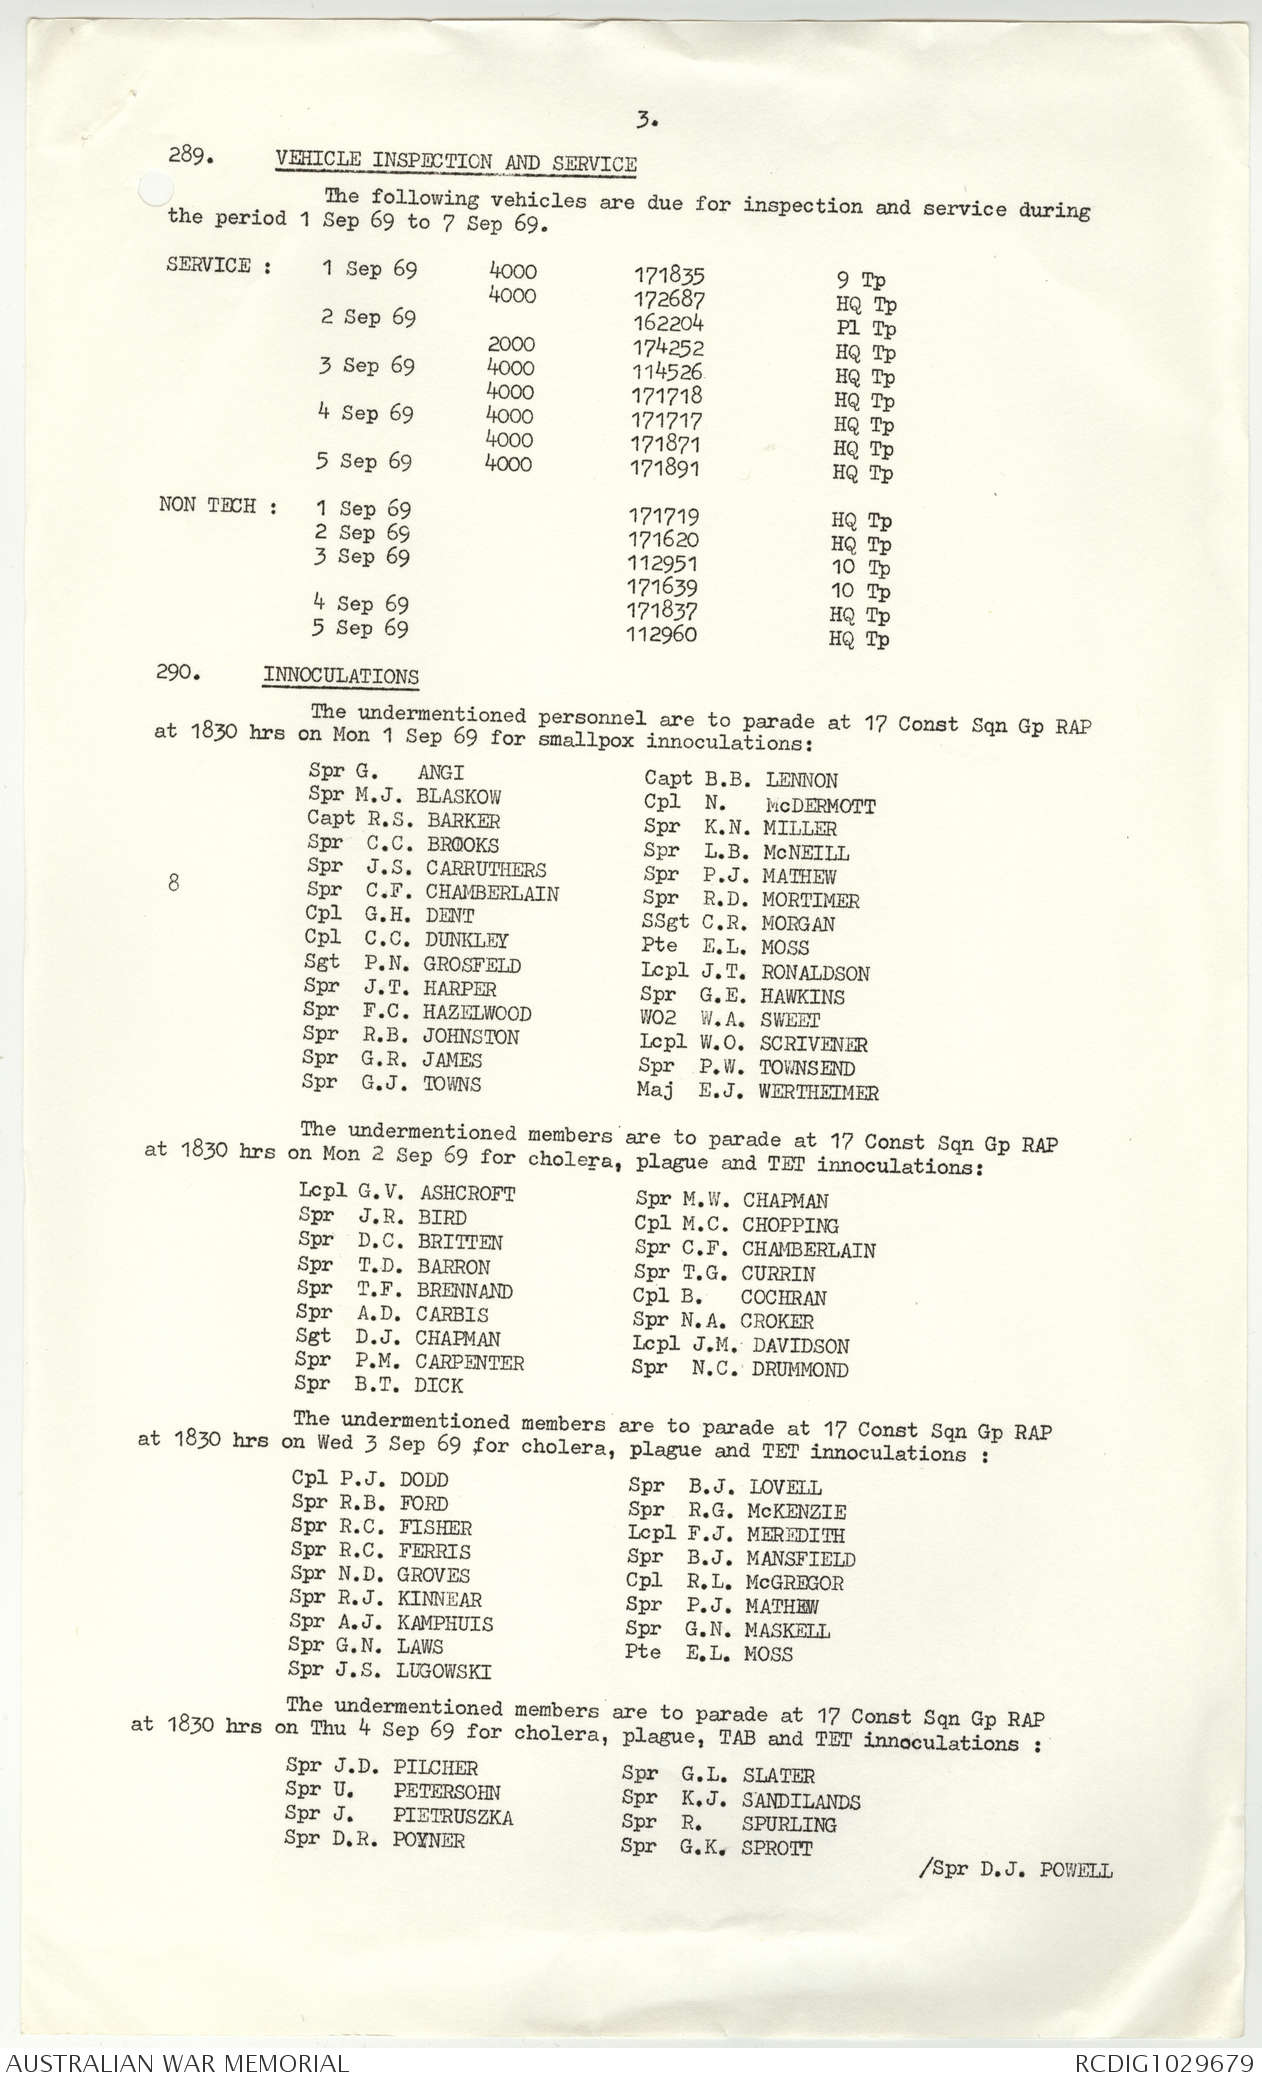 3.
289. VEHICLE INSPECTION AND SERVICE
The following vehicles are due for inspection and service during
the period 1 Sep 69 to 7 Sep 69.
SERVICE : 1 Sep 69 4000 171835 9 Tp
4000 172687 HQ Tp
2 Sep 69 162204 Pl Tp
2000 174252 HQ Tp
3 Sep 69 4000 114526 HQ Tp
4000 171718 HQ Tp
4 Sep 69 4000 171717 HQ Tp
4000 171871 HQ Tp
5 Sep 69 4000 171891 HQ Tp
NON TECH : 1 Sep 69 171719 HQ Tp
2 Sep 69 171620 HQ Tp
3 Sep 69 112951 10 Tp
171639 10 Tp
4 Sep 69 171837 HQ Tp
5 Sep 69 112960 HQ Tp
290. INNOCULATIONS
The undermentioned personnel are to parade at 17 Const Sqn Gp RAP
at 1830 hrs on Mon 1 Sep 69 for smallpox innoculations:
Spr G. ANGI Capt B.B. LENNON
Spr M.J. BLASKOW Cpl N. McDERMOTT
Capt R.S. BARKER Spr K.N. MILLER
Spr C.C. BROOKS Spr L.B. McNEILL
Spr J.S. CARRUTHERS Spr P.J. MATHEW
8 Spr C.F. CHAMBERLAIN Spr R.D. MORTIMER
Cpl G.H. DENT SSgt C.R. MORGAN
Cpl C.C. DUNKLEY Pte E.L. MOSS
Sgt P.N. GROSFELD Lcpl J.T. RONALDSON
Spr J.T. HARPER Spr G.E. HAWKINS
Spr F.C. HAZELWOOD WO2 W.A. SWEET
Spr R.B. JOHNSTON Lcpl W.O. SCRIVENER
Spr G.R. JAMES Spr P.W. TOWNSEND
Spr G.J. TOWNS Maj E.J. WERTHEIMER
The undermentioned members are to parade at 17 Const Sqn Gp RAP
at 1830 hrs on Mon 2 Sep 69 for cholera, plague and TET innoculations:
Lcpl G.V. ASHCROFT Spr M.W. CHAPMAN
Spr J.R. BIRD Cpl M.C. CHOPPING
Spr D.C. BRITTEN Spr C.F. CHAMBERLAIN
Spr T.D. BARRON Spr T.G. CURRIN
Spr T.F. BRENNAND Cpl B. COCHRAN
Spr A.D. CARBIS Spr N.A. CROKER
Sgt D.J. CHAPMAN Lcpl J.M. DAVIDSON
Spr P.M. CARPENTER Spr N.C. DRUMMOND
Spr B.T. DICK
The undermentioned members are to parade at 17 Const Sqn Gp RAP
at 1830 hrs on Wed 3 Sep 69 for cholera, plague and TET innoculations :
Cpl P.J. DODD Spr B.J. LOVELL
Spr R.B. FORD Spr R.G. McKENZIE
Spr R.C. FISHER Lcpl F.J. MEREDITH
Spr R.C. FERRIS Spr B.J. MANSFIELD
Spr N.D. GROVES Cpl R.L. McGREGOR
Spr R.J. KINNEAR Spr P.J. MATHEW
Spr A.J. KAMPHUIS Spr G.N. MASKELL
Spr G.N. LAWS Pte E.L. MOSS
Spr J.S. LUGOWSKI
The undermentioned members are to parade at 17 Const Sqn Gp RAP
at 1830 hrs on Thu 4 Sep 69 for cholera, plague, TAB and TET innoculations :
Spr J.D. PILCHER Spr G.L. SLATER
Spr U. PETERSOHN Spr K.J. SANDILANDS
Spr J. PIETRUSZKA Spr R. SPURLING
Spr D.R. POYNER Spr G.K. SPROTT
/Spr D.J. POWELL
AUSTRALIAN WAR MEMORIAL RCDIG1029679